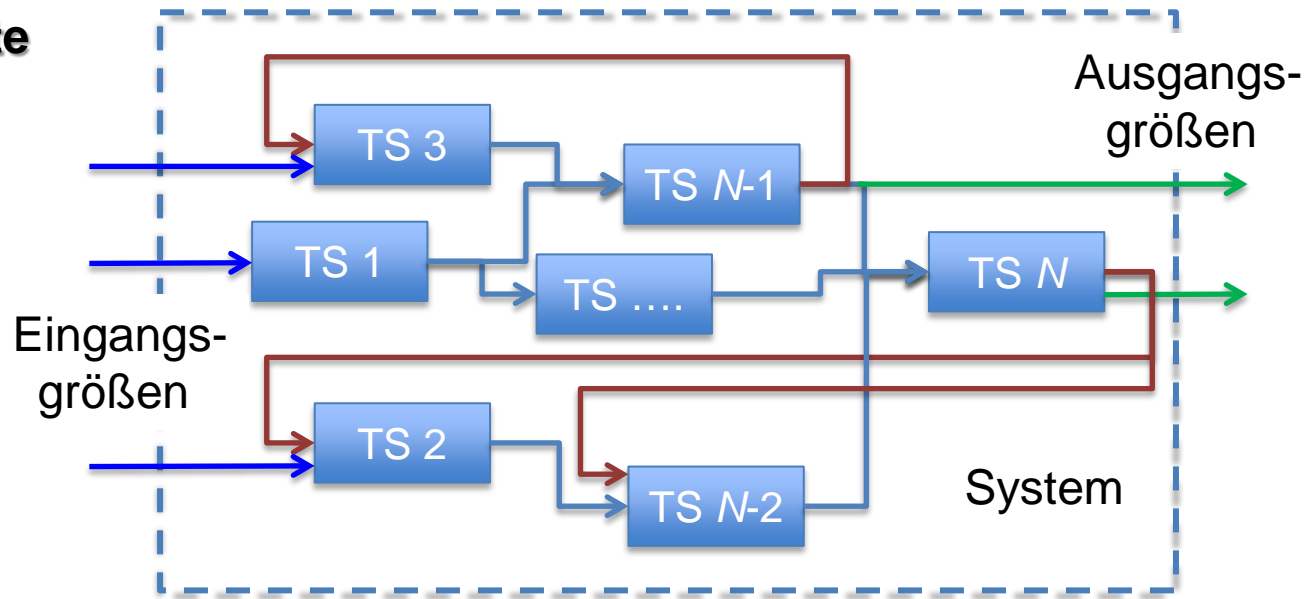 Ausgangs-
größen
TS 3
TS N-1
TS 1
TS ....
TS N
Eingangs-
größen
TS 2
TS N-2
System